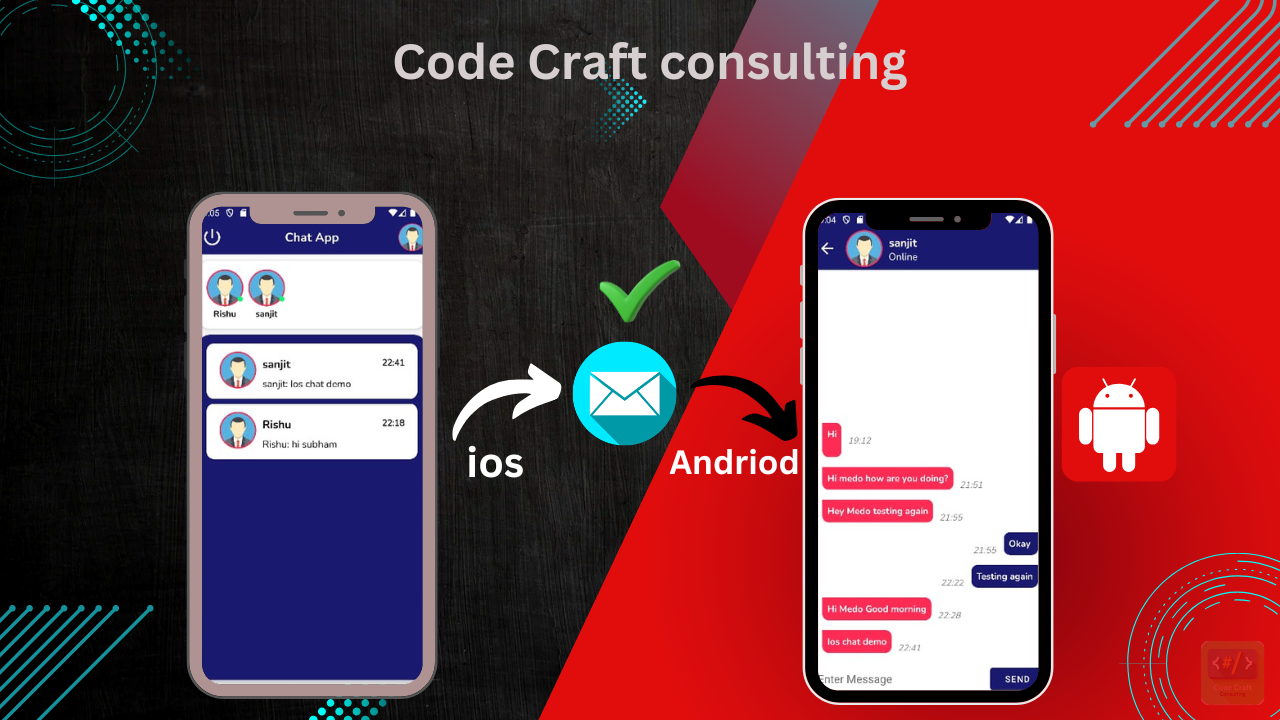 Code Craft consulting
:05
Chat App
Rishu
sanjit
sanjit
22:41
sanjit: Ios chat demo
Rishu
22:18
Rishu: hi subham
ios
Andriod
:04
sanjit
Online
Hi
19:12
Hi medo how are you doing?
21:51
Hey Medo testing again
21:55
21:55
Okay
22:22
Testing again
Hi Medo Good morning
22:28
Ios chat demo
22:41
Enter Message
SEND
<#/>
Code Craft
Consulting